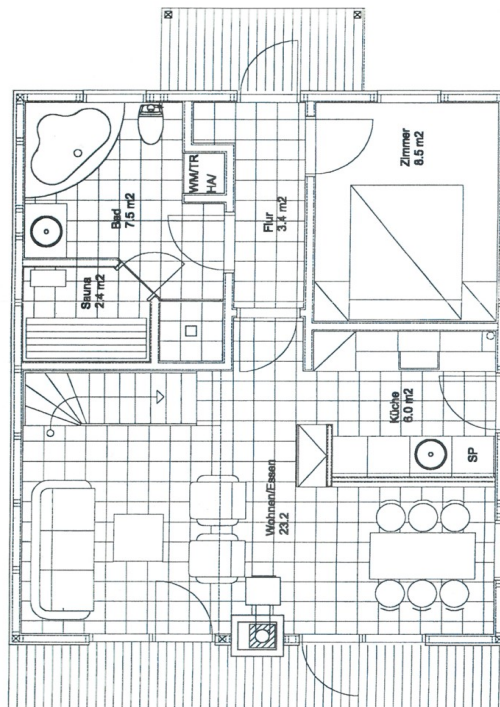 Zimmer
8.5 m2
WM/TR
HA/
Flur
3.4 m2
Bad
7.5 m2
Sauna
2.4 m2
Küche
6.0 m2
SP
Wohnen/Essen
23.2